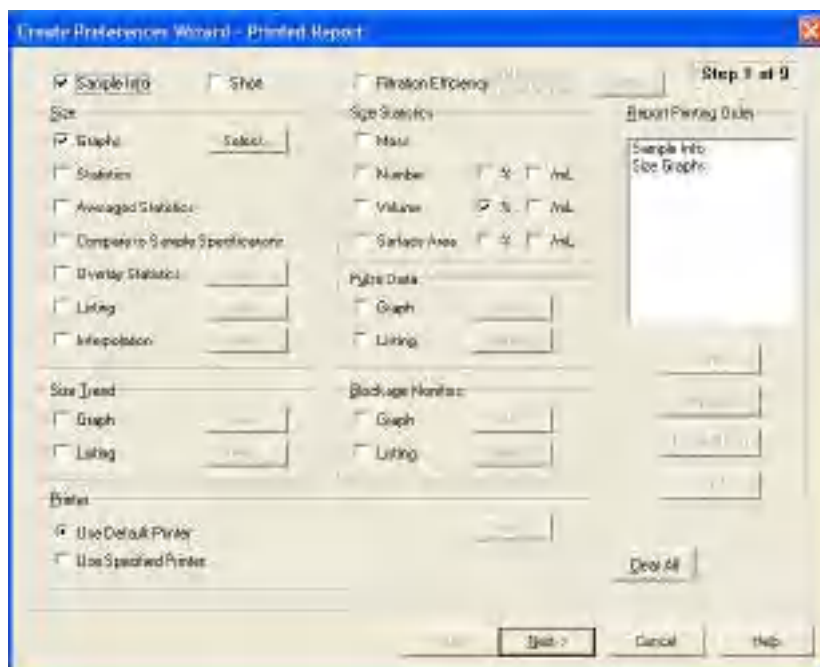 Create Preferences Wizard - Printed Report
Sample Info
Short
Filtration Efficiency
Step 1 of 9
Size
Graphs
Select...
Statistics
Averaged Statistics
Compare to Sample Specifications
Overlay Statistics
Listing
Interpolation
Size Statistics
Mass
Number % /mL
Volume % /mL
Surface Area % /mL
Pulse Data
Graph
Listing
Report Printing Order
Sample Info
Size Graphs
Size Trend
Graph
Listing
Blockage Monitor
Graph
Listing
Printer
Use Default Printer
Use Specified Printer
Clear All
Next >
Cancel
Help